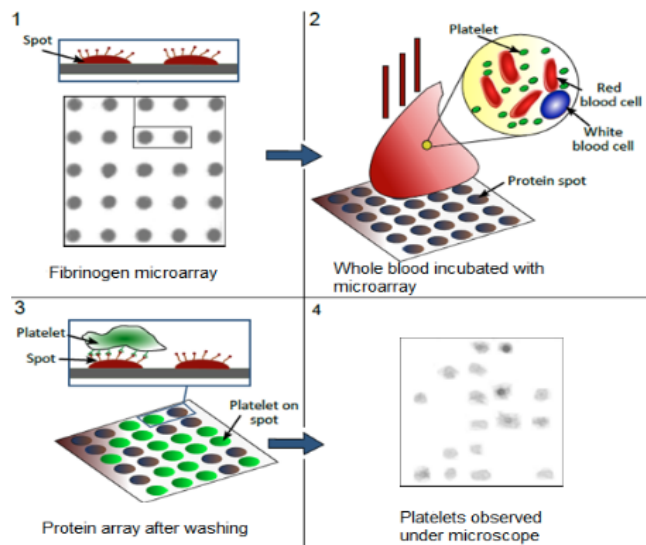 1
Spot
Fibrinogen microarray
2
Platelet
Red
blood cell
White
blood cell
Protein spot
Whole blood incubated with
microarray
3
Platelet
Spot
Platelet on
spot
Protein array after washing
4
Platelets observed
under microscope